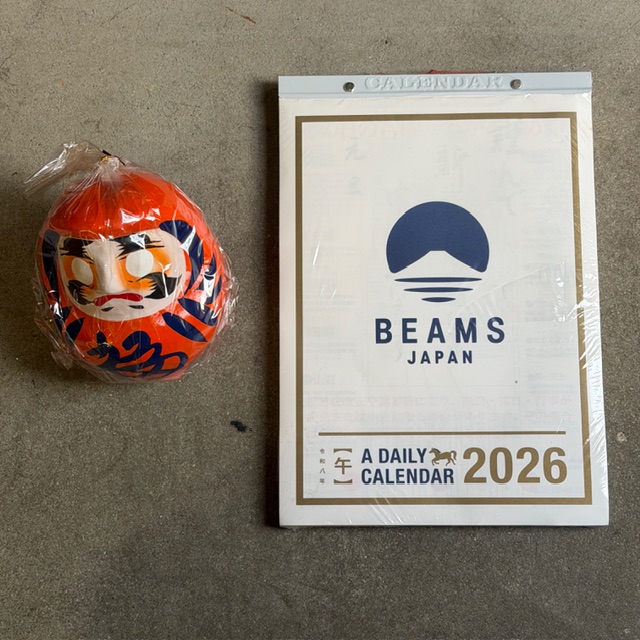 CALENDAR
BEAMS
JAPAN
令和八年
【午】
A DAILY
CALENDAR
2026